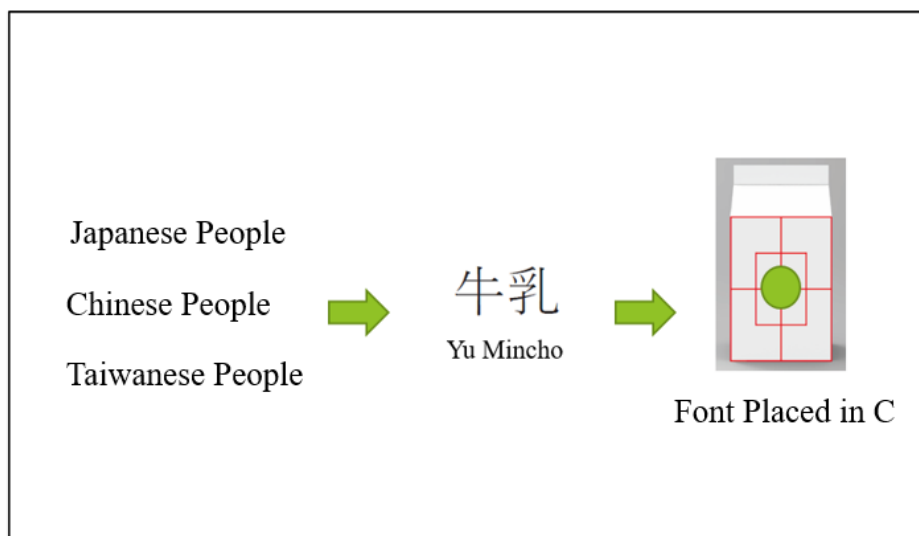 Japanese People
Chinese People
Taiwanese People
牛乳
Yu Mincho
Font Placed in C